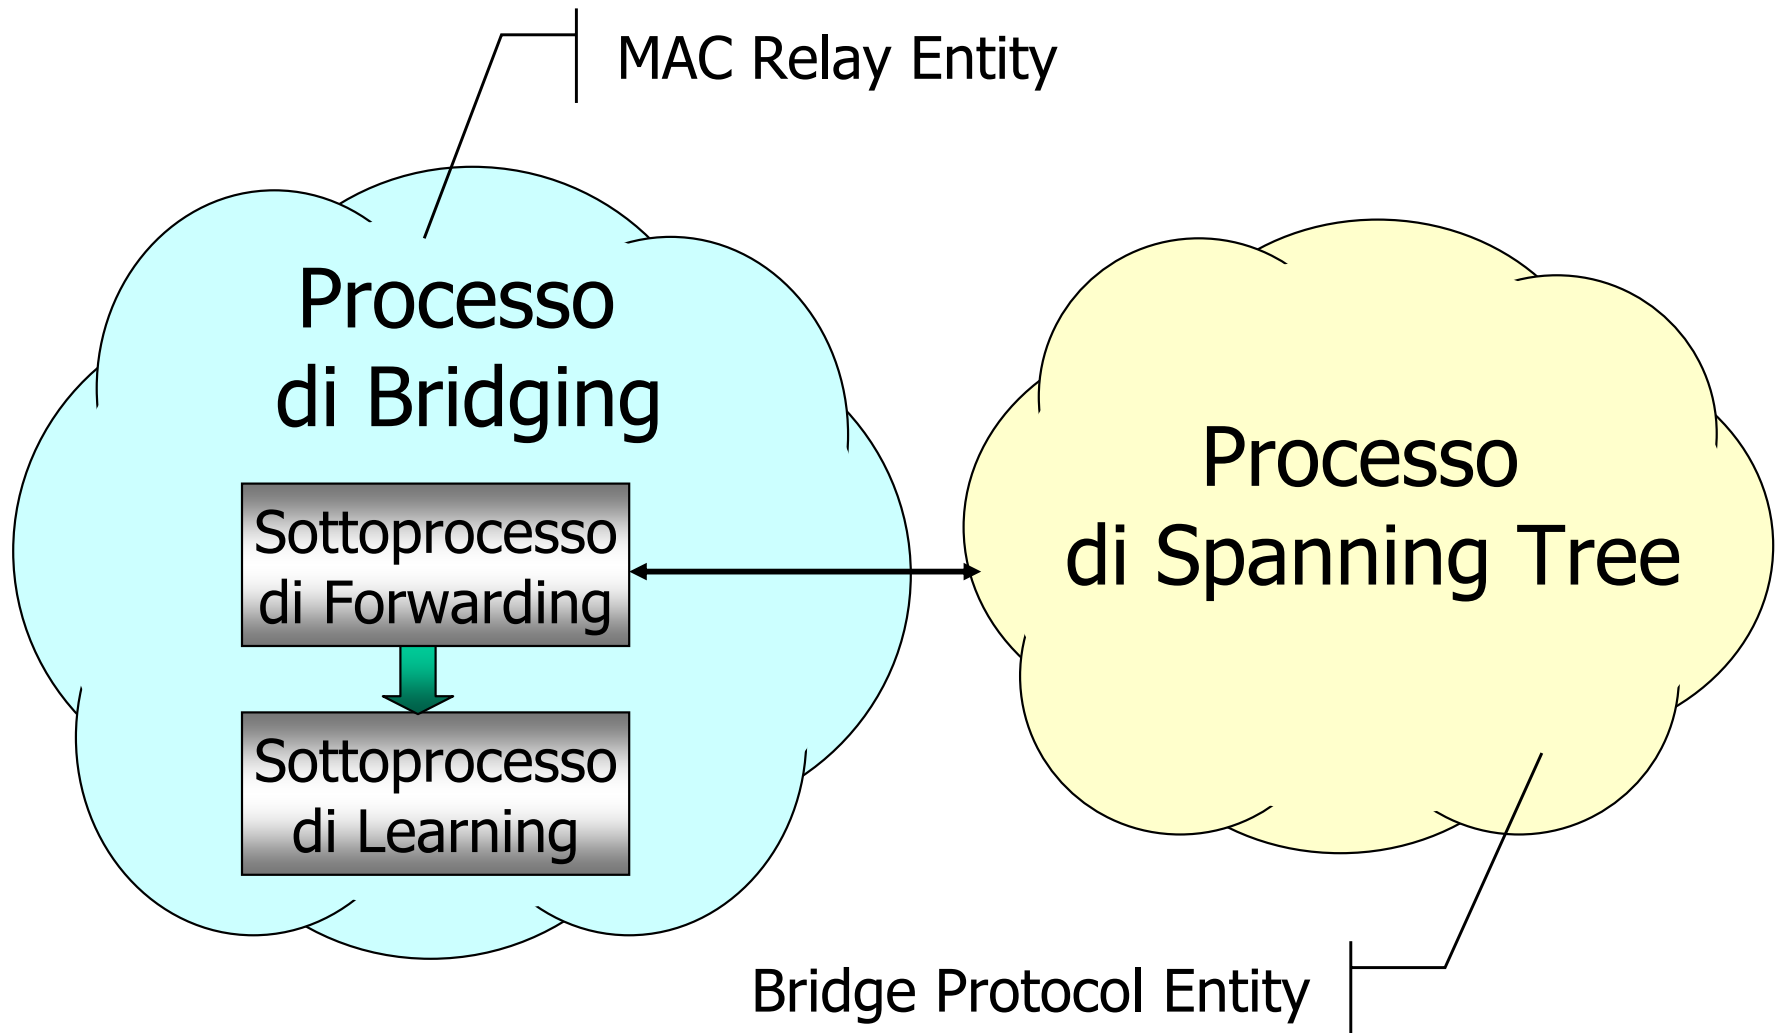 MAC Relay Entity
Processo
di Bridging
Sottoprocesso
di Forwarding
Sottoprocesso
di Learning
Processo
di Spanning Tree
Bridge Protocol Entity